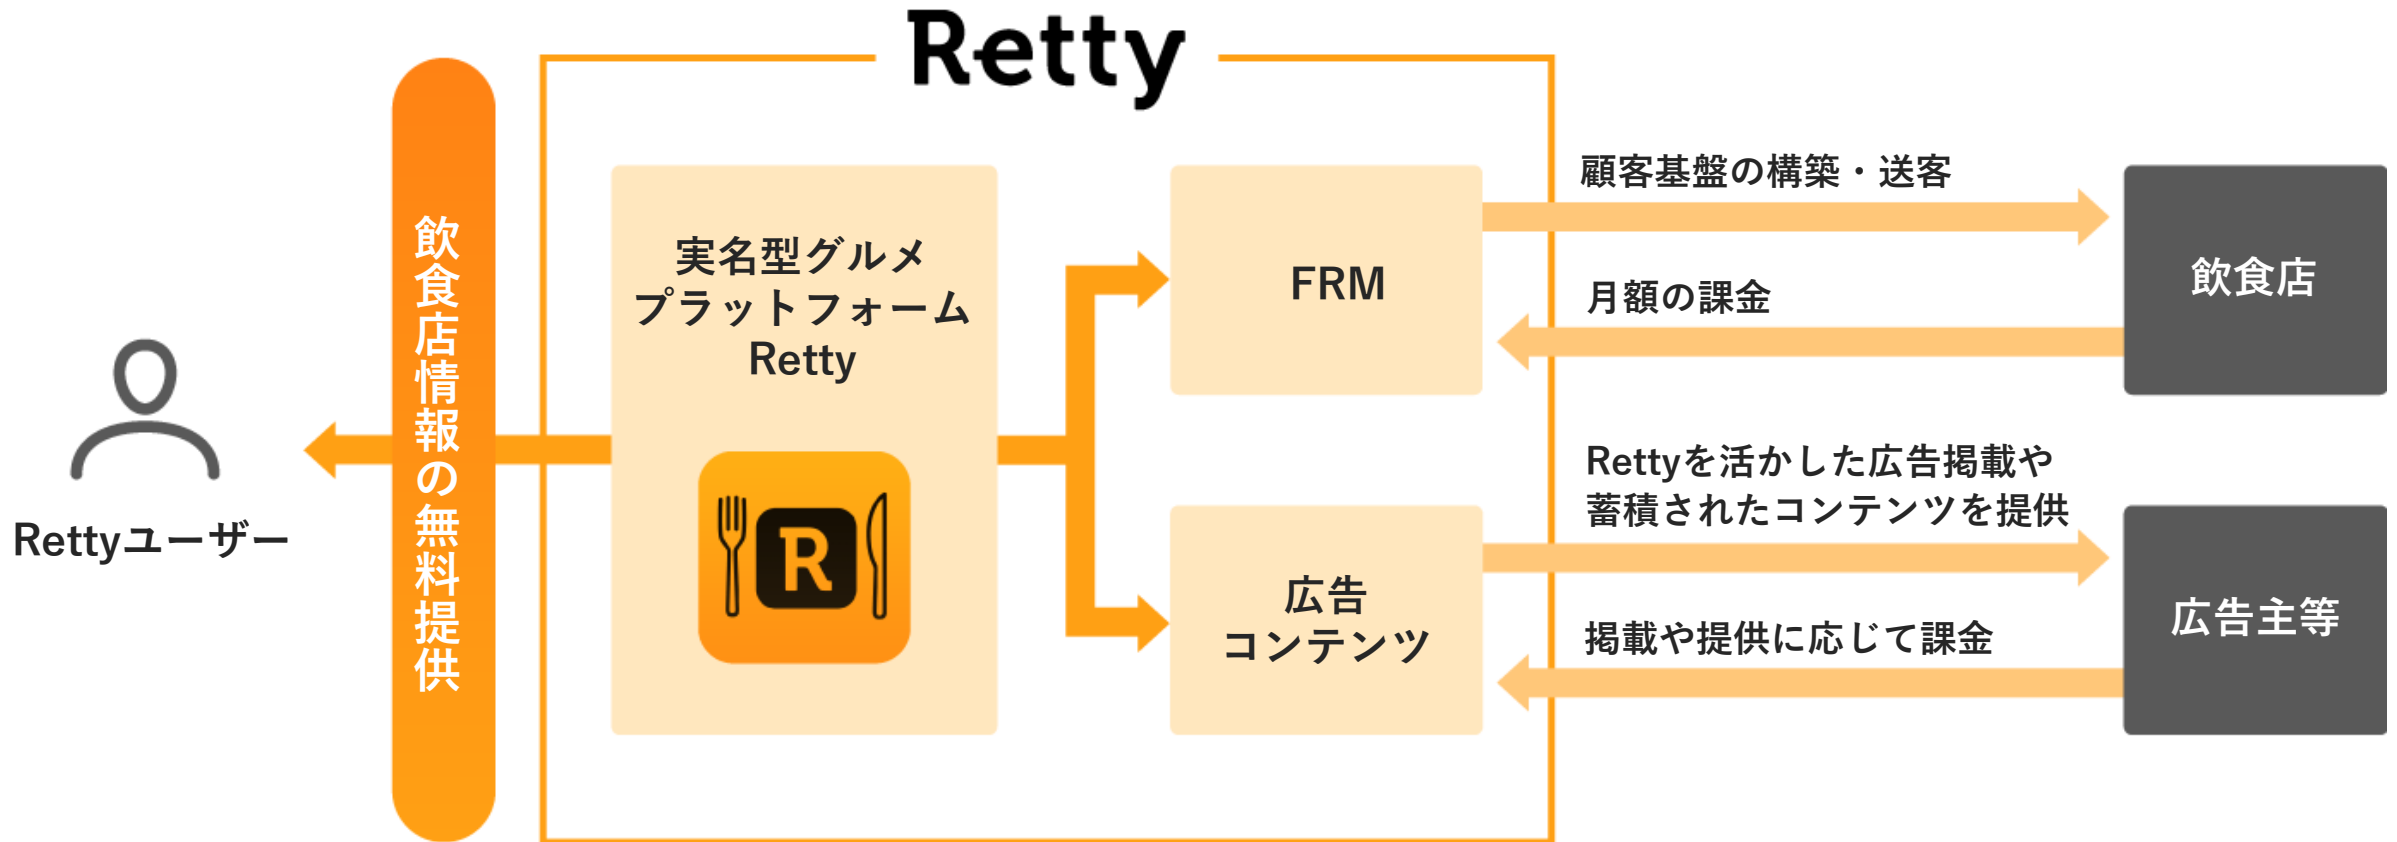 Retty
飲食店情報の無料提供
Rettyユーザー
実名型グルメ
プラットフォーム
Retty
R
FRM
広告
コンテンツ
顧客基盤の構築・送客
月額の課金
飲食店
Rettyを活かした広告掲載や
蓄積されたコンテンツを提供
掲載や提供に応じて課金
広告主等